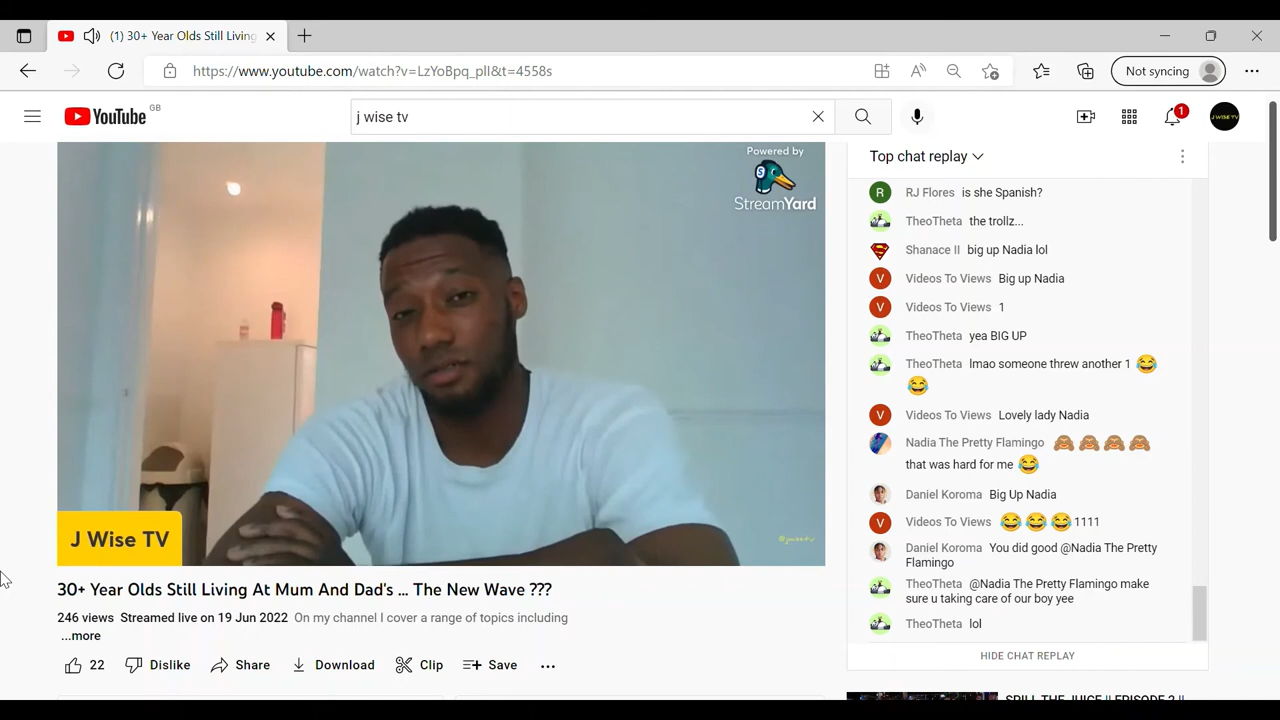 (1) 30+ Year Olds Still Living
https://www.youtube.com/watch?v=LzYoBpq_plI&t=4558s
Not syncing
YouTube GB
j wise tv
1
J WISE TV
Powered by
StreamYard
J Wise TV
@jwisetv
30+ Year Olds Still Living At Mum And Dad's ... The New Wave ???
246 views Streamed live on 19 Jun 2022 On my channel I cover a range of topics including
...more
22 Dislike Share Download Clip Save
Top chat replay
R RJ Flores is she Spanish?
TheoTheta the trollz...
Shanace II big up Nadia lol
V Videos To Views Big up Nadia
V Videos To Views 1
TheoTheta yea BIG UP
TheoTheta lmao someone threw another 1 😂
😂
V Videos To Views Lovely lady Nadia
Nadia The Pretty Flamingo 🙈 🙈 🙈 🙈
that was hard for me 😂
Daniel Koroma Big Up Nadia
V Videos To Views 😂 😂 😂 1111
Daniel Koroma You did good @Nadia The Pretty
Flamingo
TheoTheta @Nadia The Pretty Flamingo make
sure u taking care of our boy yee
TheoTheta lol
HIDE CHAT REPLAY
SPILL THE JUICE || EPISODE 2 ||